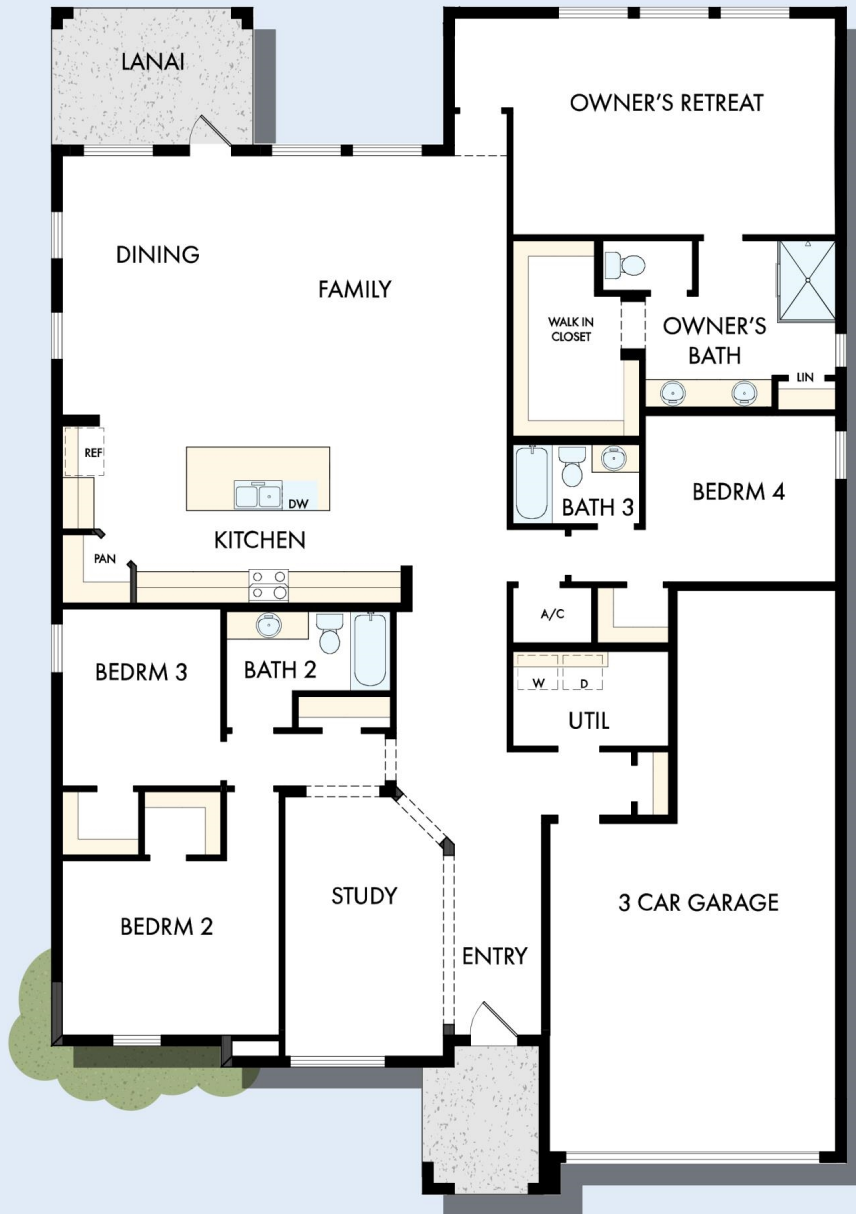 LANAI
OWNER'S RETREAT
DINING
FAMILY
WALK IN
CLOSET
OWNER'S
BATH
LIN
REF
DW
KITCHEN
PAN
BATH 3
BEDRM 4
A/C
BEDRM 3
BATH 2
W
D
UTIL
STUDY
BEDRM 2
ENTRY
3 CAR GARAGE